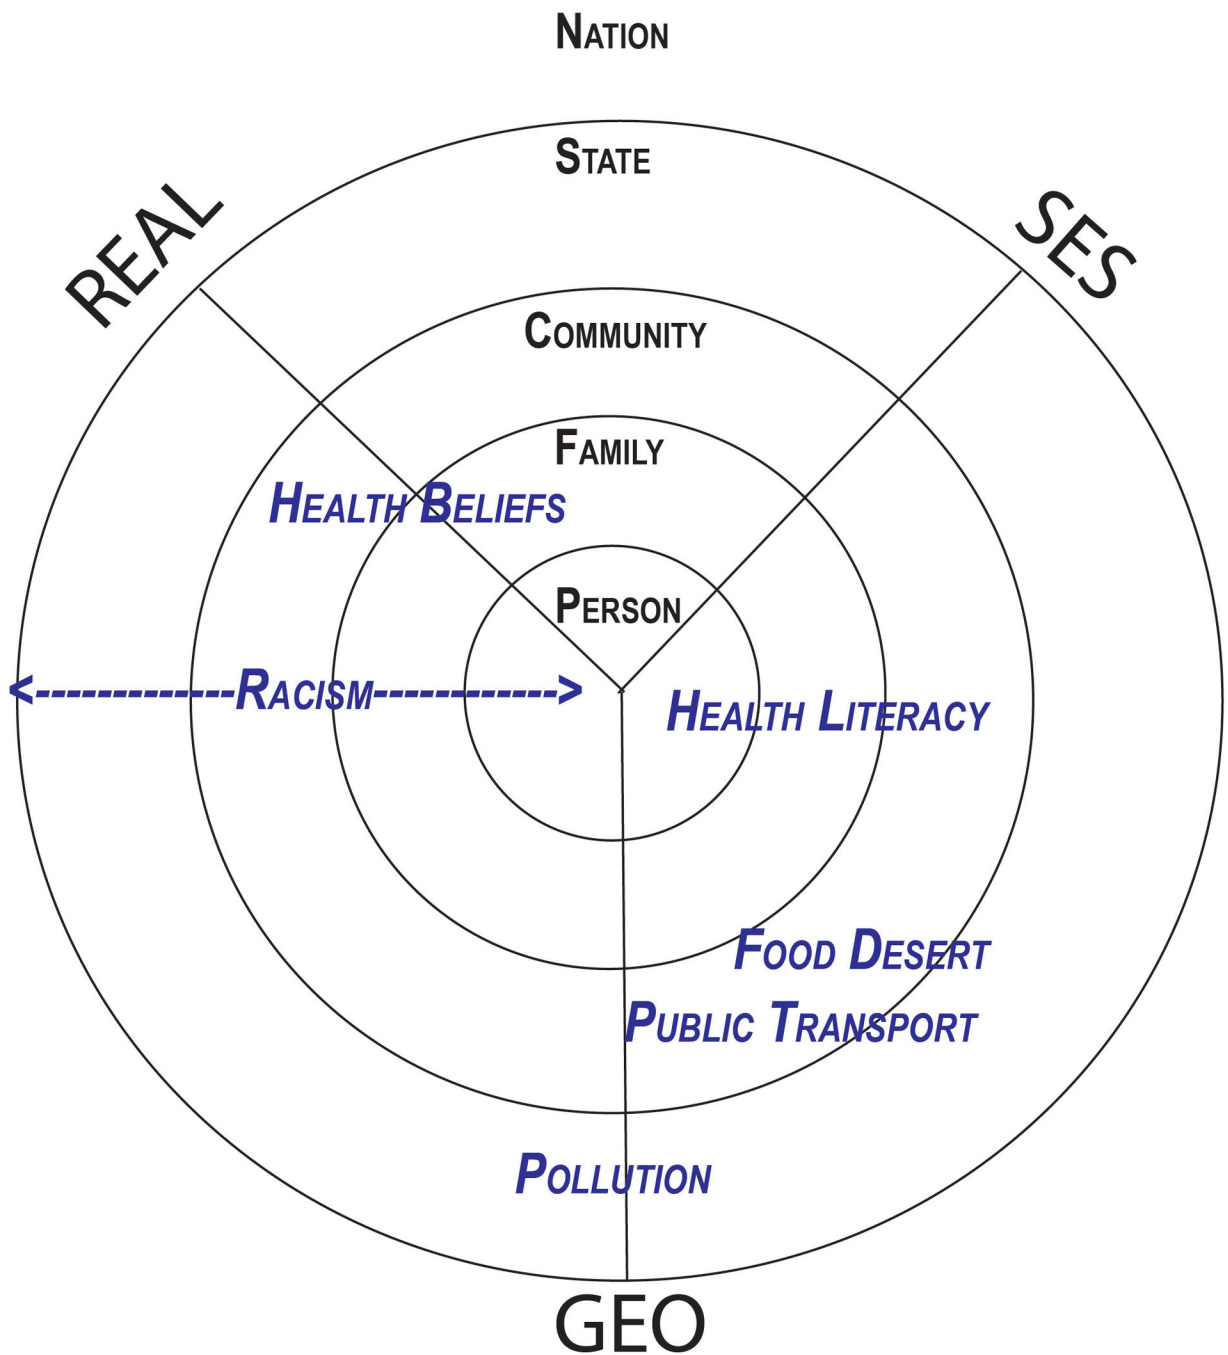 NATION
STATE
REAL
SES
COMMUNITY
FAMILY
HEALTH BELIEFS
PERSON
<-------------RACISM------------>
HEALTH LITERACY
FOOD DESERT
PUBLIC TRANSPORT
POLLUTION
GEO